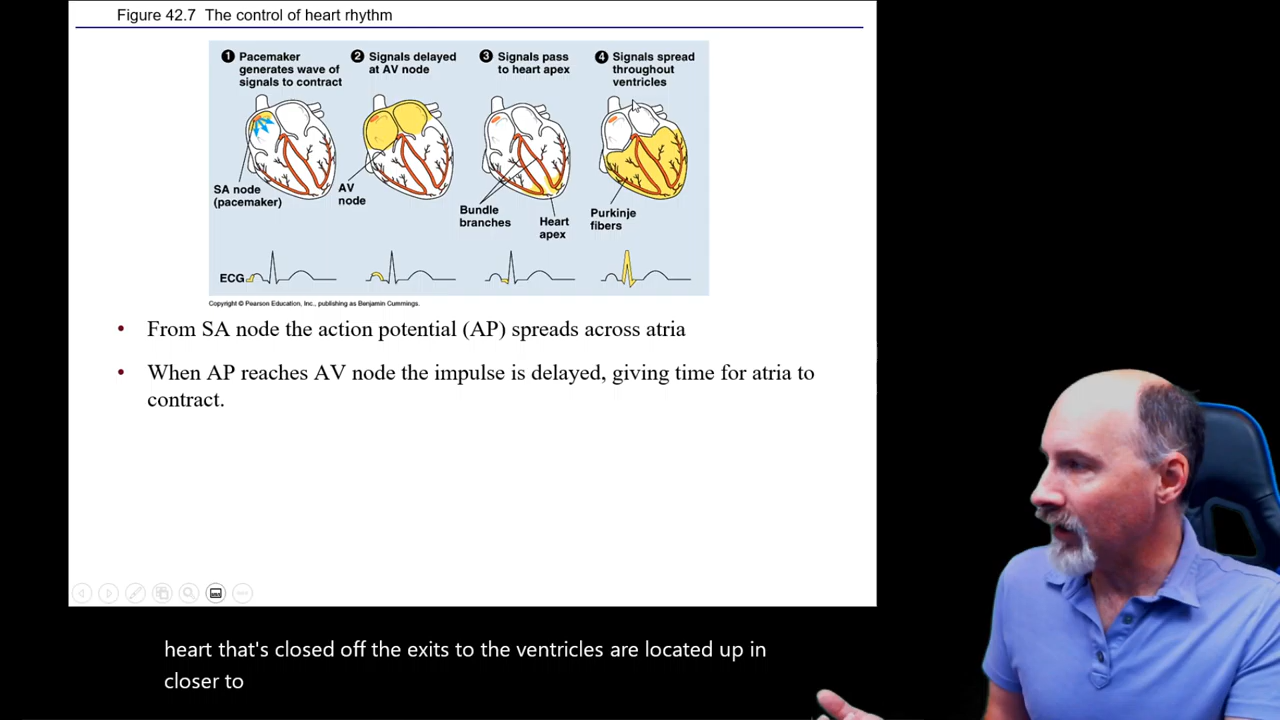 Figure 42.7 The control of heart rhythm
1 Pacemaker generates wave of signals to contract
2 Signals delayed at AV node
3 Signals pass to heart apex
4 Signals spread throughout ventricles
SA node (pacemaker)
AV node
Bundle branches
Heart apex
Purkinje fibers
ECG
Copyright © Pearson Education, Inc., publishing as Benjamin Cummings.
• From SA node the action potential (AP) spreads across atria
• When AP reaches AV node the impulse is delayed, giving time for atria to
contract.
heart that's closed off the exits to the ventricles are located up in
closer to